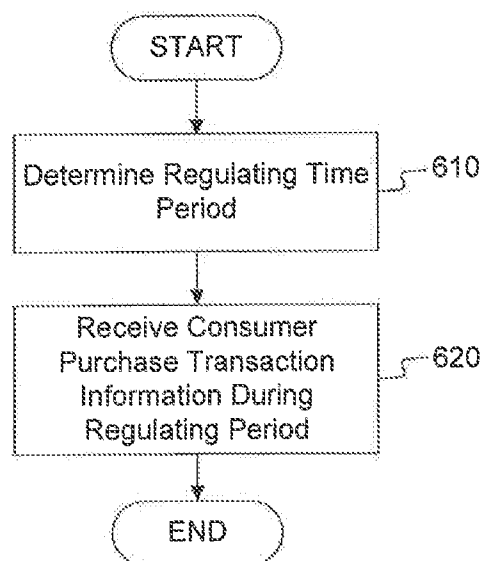 START
Determine Regulating Time
Period
610
Receive Consumer
Purchase Transaction
Information During
Regulating Period
620
END